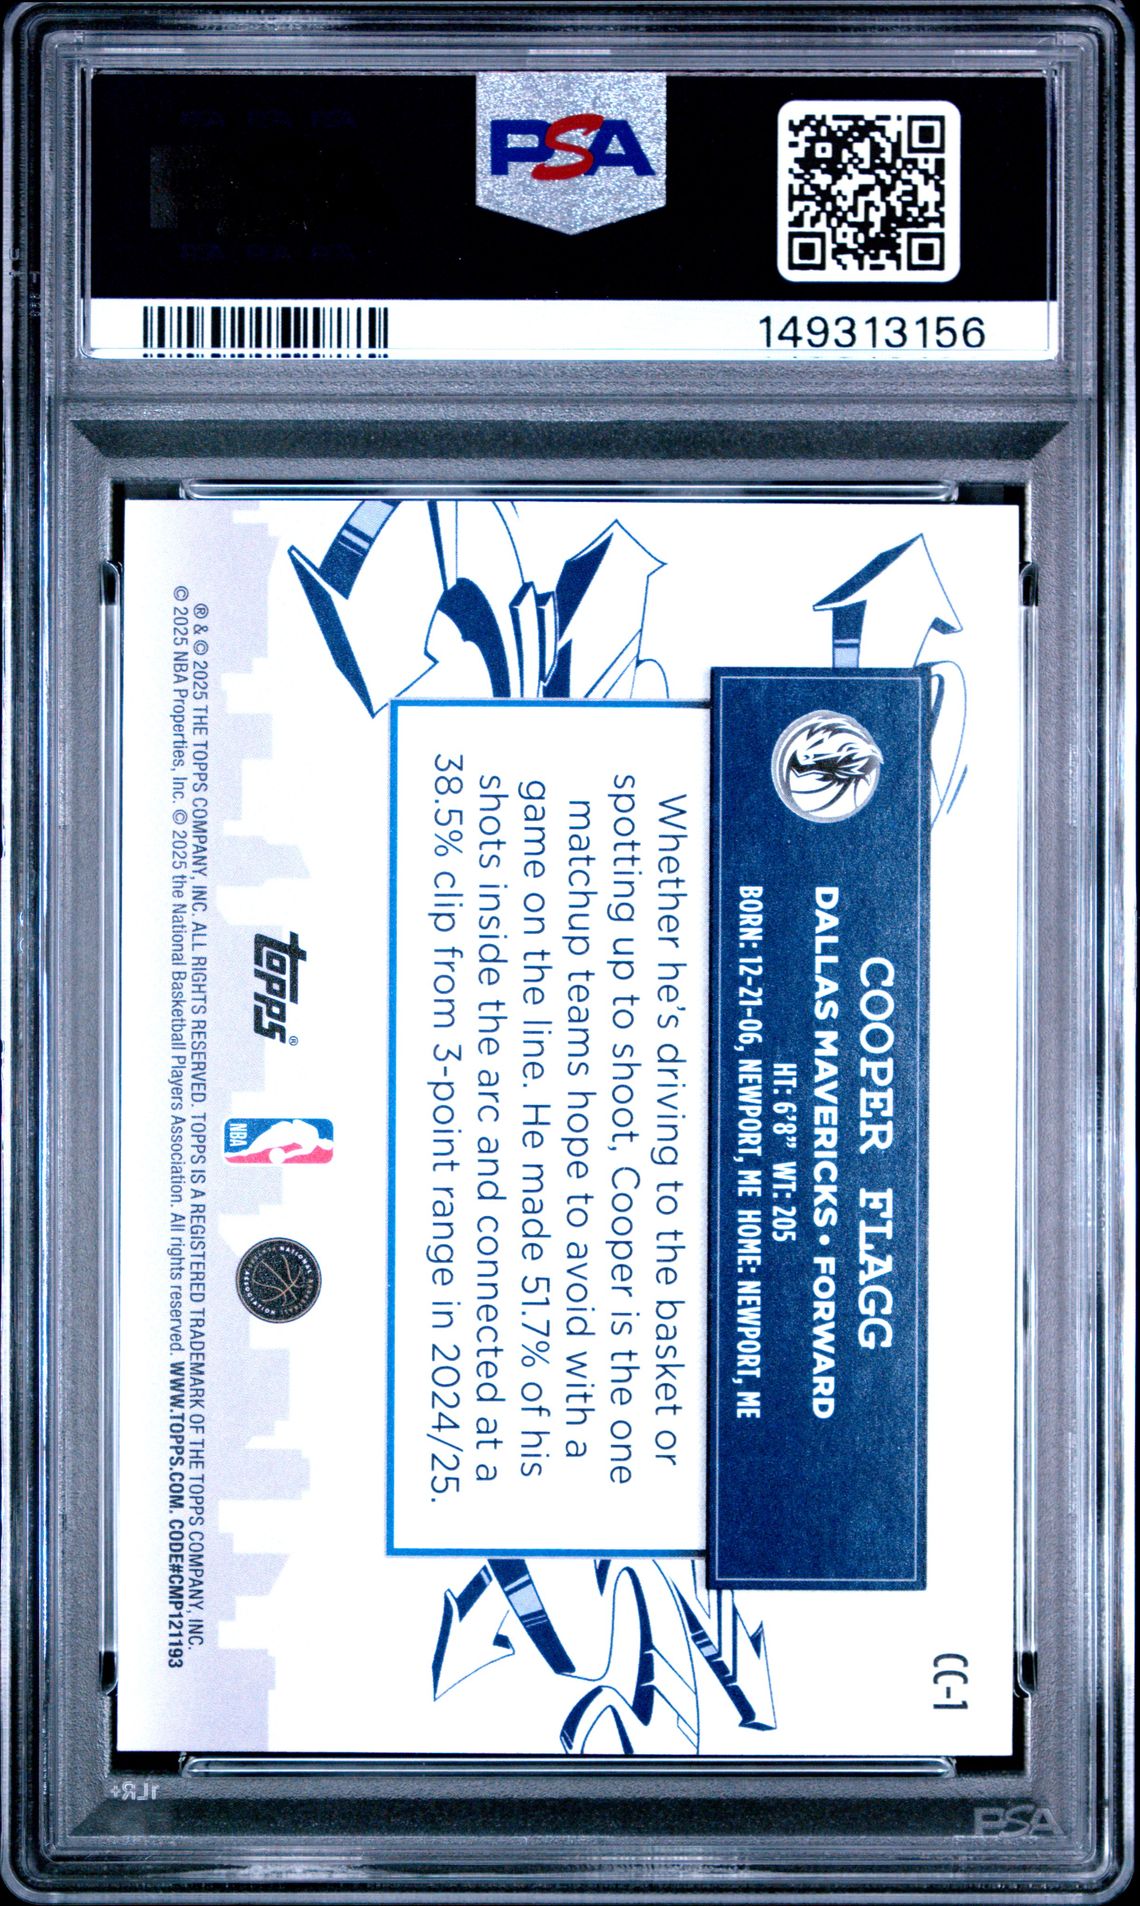 PSA
149313156
CC-1
COOPER FLAGG
DALLAS MAVERICKS • FORWARD
HT: 6'8" WT: 205
BORN: 12-21-06, NEWPORT, ME HOME: NEWPORT, ME
Whether he's driving to the basket or
spotting up to shoot, Cooper is the one
matchup teams hope to avoid with a
game on the line. He made 51.7% of his
shots inside the arc and connected at a
38.5% clip from 3-point range in 2024/25.
topps®
NBA
® & © 2025 THE TOPPS COMPANY, INC. ALL RIGHTS RESERVED. TOPPS IS A REGISTERED TRADEMARK OF THE TOPPS COMPANY, INC.
© 2025 NBA Properties, Inc. © 2025 the National Basketball Players Association. All rights reserved. WWW.TOPPS.COM. CODE#CMP121193
PSA